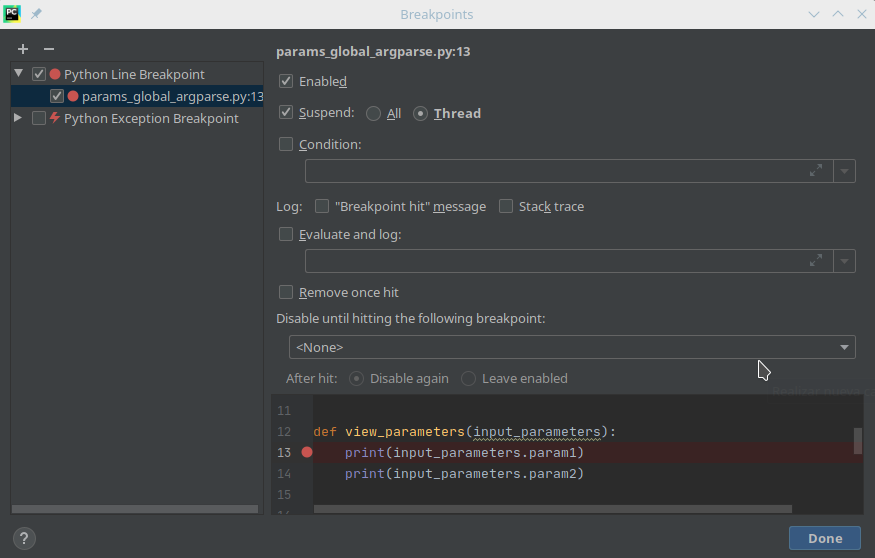 PC
Breakpoints
+ −
Python Line Breakpoint
params_global_argparse.py:13
Python Exception Breakpoint
params_global_argparse.py:13
Enabled
Suspend: All Thread
Condition:
Log: "Breakpoint hit" message Stack trace
Evaluate and log:
Remove once hit
Disable until hitting the following breakpoint:
<None>
After hit: Disable again Leave enabled
11
12 def view_parameters(input_parameters):
13 print(input_parameters.param1)
14 print(input_parameters.param2)
15
? Done